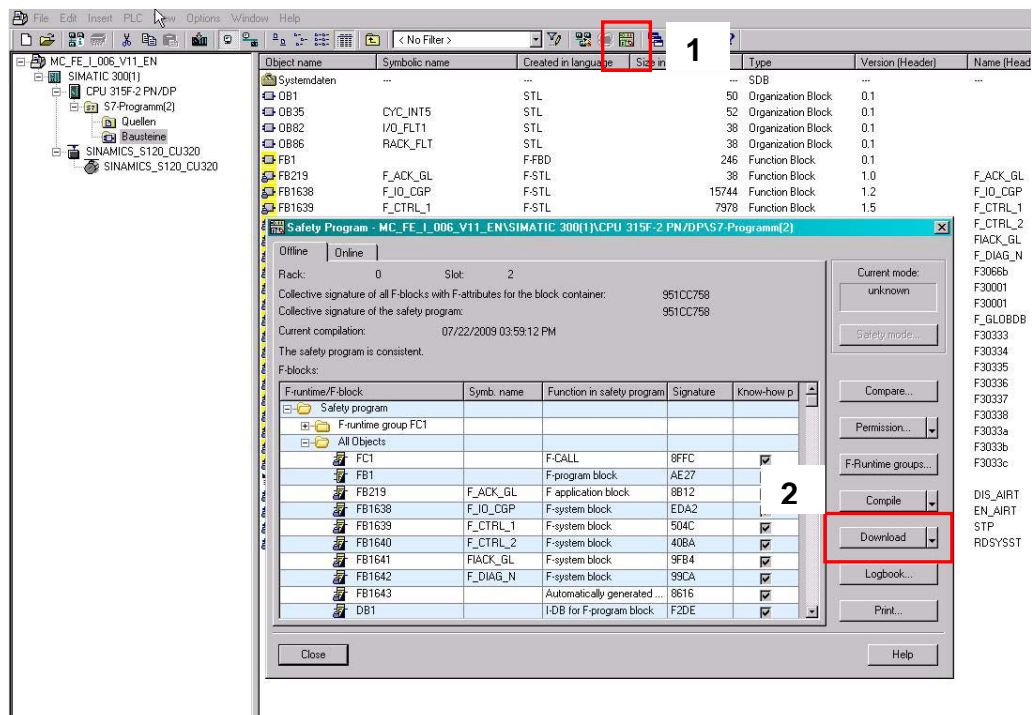 File Edit Insert PLC View Options Window Help
< No Filter >
1
MC_FE_I_006_V11_EN
SIMATIC 300(1)
CPU 315F-2 PN/DP
S7-Programm(2)
Quellen
Bausteine
SINAMICS_S120_CU320
SINAMICS_S120_CU320
Object name Symbolic name Created in language Size in Type Version (Header) Name (Head
Systemdaten --- --- --- SDB --- ---
OB1 STL 50 Organization Block 0.1
OB35 CYC_INT5 STL 52 Organization Block 0.1
OB82 I/O_FLT1 STL 38 Organization Block 0.1
OB86 RACK_FLT STL 38 Organization Block 0.1
FB1 F-FBD 246 Function Block 0.1
FB219 F_ACK_GL F-STL 38 Function Block 1.0 F_ACK_GL
FB1638 F_IO_CGP F-STL 15744 Function Block 1.2 F_IO_CGP
FB1639 F_CTRL_1 F-STL 7978 Function Block 1.5 F_CTRL_1
F_CTRL_2
FIACK_GL
F_DIAG_N
F3066b
F30001
F30001
F_GLOBDB
F30333
F30334
F30335
F30336
F30337
F30338
F3033a
F3033b
F3033c
DIS_AIRT
EN_AIRT
STP
RDSYSST
Safety Program - MC_FE_I_006_V11_EN\SIMATIC 300(1)\CPU 315F-2 PN/DP\S7-Programm(2)
Offline Online
Rack: 0 Slot: 2
Collective signature of all F-blocks with F-attributes for the block container: 951CC758
Collective signature of the safety program: 951CC758
Current compilation: 07/22/2009 03:59:12 PM
The safety program is consistent.
F-blocks:
F-runtime/F-block Symb. name Function in safety program Signature Know-how p
Safety program
F-runtime group FC1
All Objects
FC1 F-CALL 8FFC
FB1 F-program block AE27
FB219 F_ACK_GL F application block 8B12
FB1638 F_IO_CGP F-system block EDA2
FB1639 F_CTRL_1 F-system block 504C
FB1640 F_CTRL_2 F-system block 40BA
FB1641 FIACK_GL F-system block 9FB4
FB1642 F_DIAG_N F-system block 99CA
FB1643 Automatically generated ... 8616
DB1 I-DB for F-program block F2DE
2
Current mode:
unknown
Safety mode...
Compare...
Permission...
F-Runtime groups...
Compile
Download
Logbook...
Print...
Close
Help